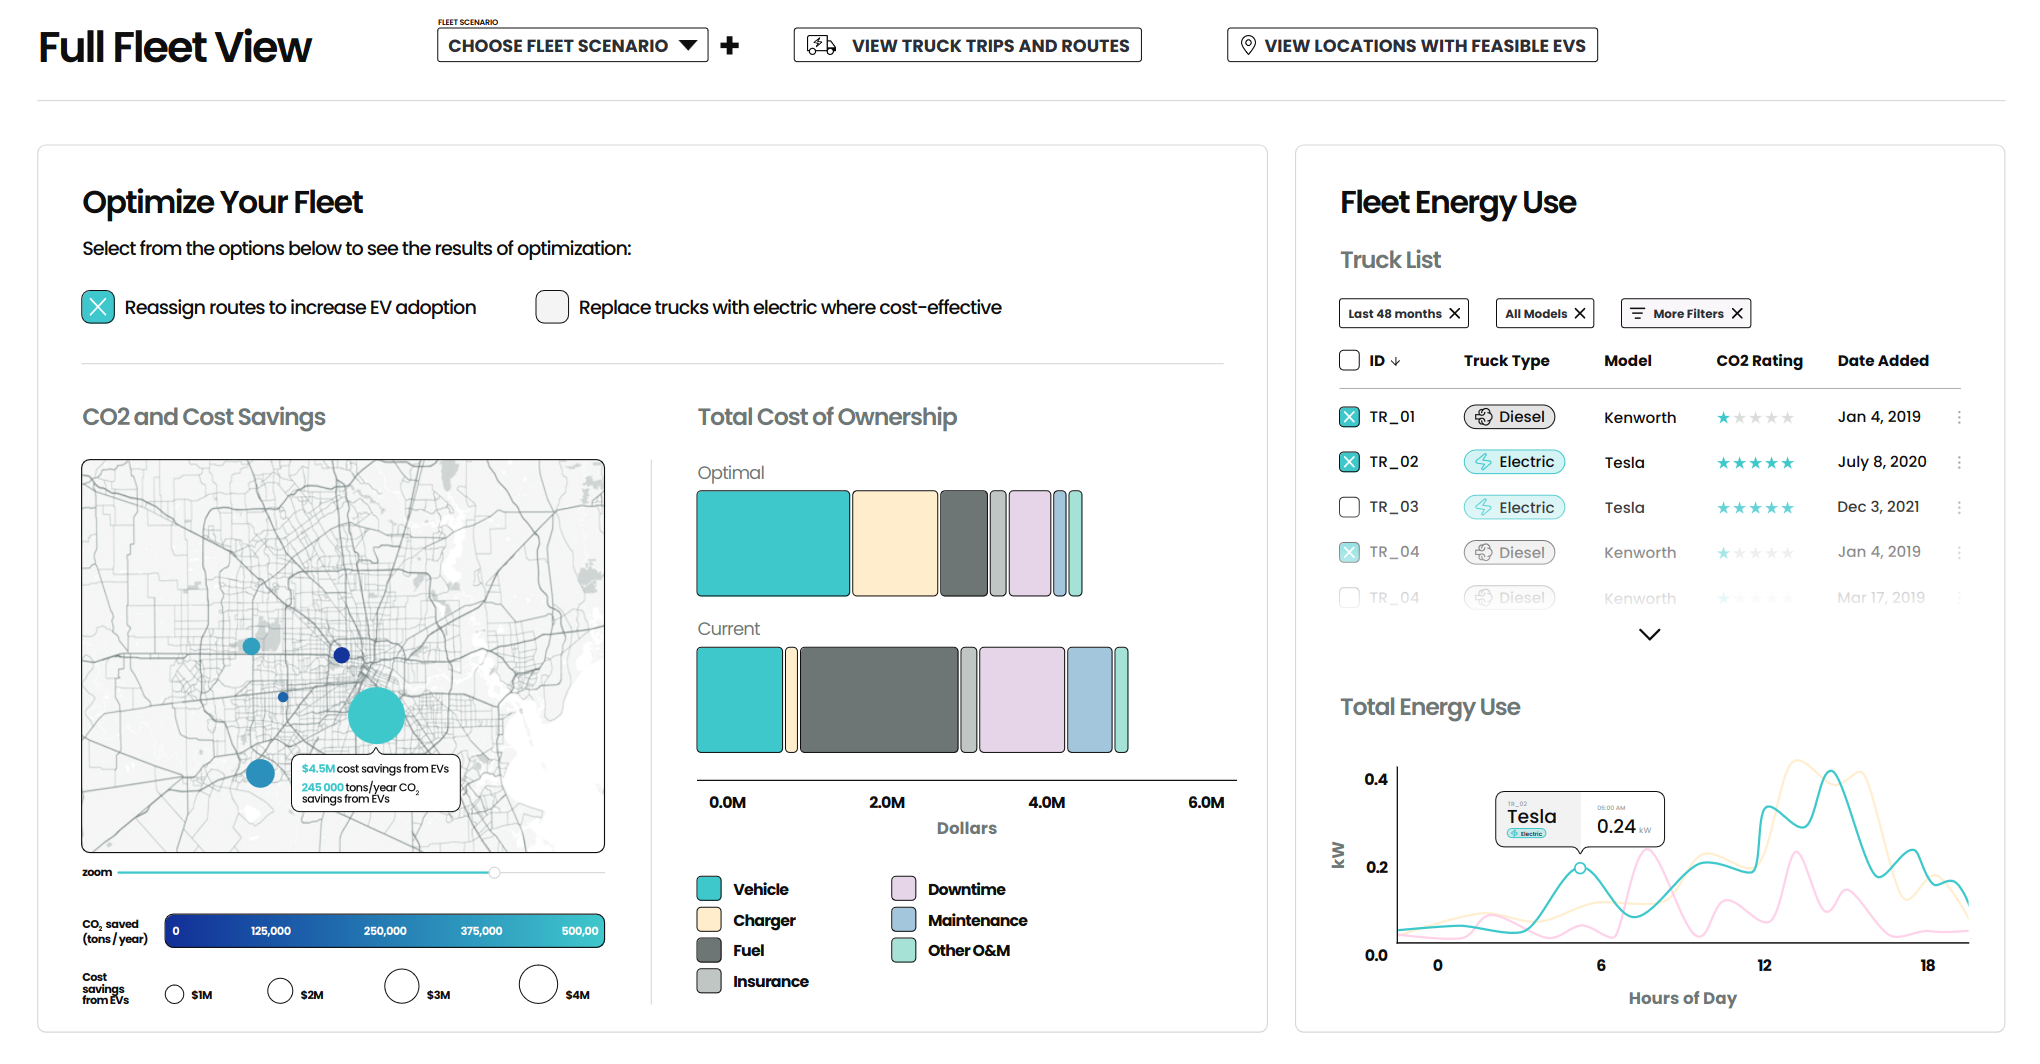 Full Fleet View
FLEET SCENARIO
CHOOSE FLEET SCENARIO
VIEW TRUCK TRIPS AND ROUTES
VIEW LOCATIONS WITH FEASIBLE EVS
Optimize Your Fleet
Select from the options below to see the results of optimization:
Reassign routes to increase EV adoption
Replace trucks with electric where cost-effective
CO2 and Cost Savings
$4.5M cost savings from EVs
245 000 tons/year CO2
savings from EVs
zoom
CO2 saved
(tons / year)
0 125,000 250,000 375,000 500,00
Cost
savings
from EVs
$1M $2M $3M $4M
Total Cost of Ownership
Optimal
Current
0.0M 2.0M 4.0M 6.0M
Dollars
Vehicle
Charger
Fuel
Insurance
Downtime
Maintenance
Other O&M
Fleet Energy Use
Truck List
Last 48 months
All Models
More Filters
ID Truck Type Model CO2 Rating Date Added
TR_01 Diesel Kenworth Jan 4, 2019
TR_02 Electric Tesla July 8, 2020
TR_03 Electric Tesla Dec 3, 2021
TR_04 Diesel Kenworth Jan 4, 2019
TR_04 Diesel Kenworth Mar 17, 2019
Total Energy Use
kW
0.4
0.2
0.0
TR_02
Tesla
Electric
06:00 AM
0.24 kW
0 6 12 18
Hours of Day